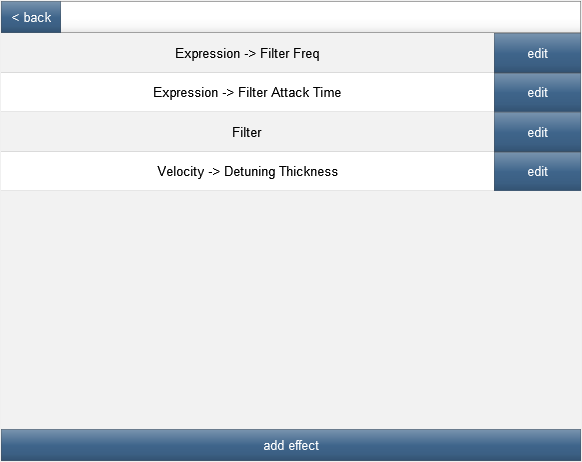 < back
Expression -> Filter Freq edit
Expression -> Filter Attack Time edit
Filter edit
Velocity -> Detuning Thickness edit
add effect